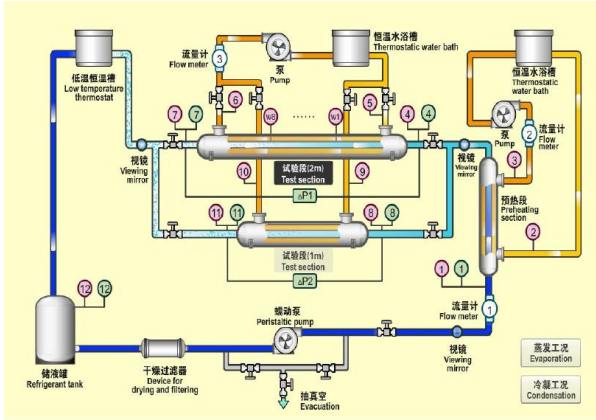 低温恒温槽
Low temperature
thermostat
流量计
Flow meter
3
泵
Pump
恒温水浴槽
Thermostatic water bath
恒温水浴槽
Thermostatic
water bath
7
7
6
w8
......
w1
5
4
4
泵
Pump
2
流量计
Flow
meter
视镜
Viewing
mirror
视镜
Viewing
mirror
3
试验段(2m)
Test section
10
9
ΔP1
预热段
Preheating
section
11
11
8
8
2
试验段(1m)
Test section
ΔP2
1
1
12
12
流量计
Flow meter
1
蠕动泵
Peristaltic pump
储液罐
Refrigerant tank
干燥过滤器
Device for
drying and filtering
抽真空
Evacuation
视镜
Viewing
mirror
蒸发工况
Evaporation
冷凝工况
Condensation